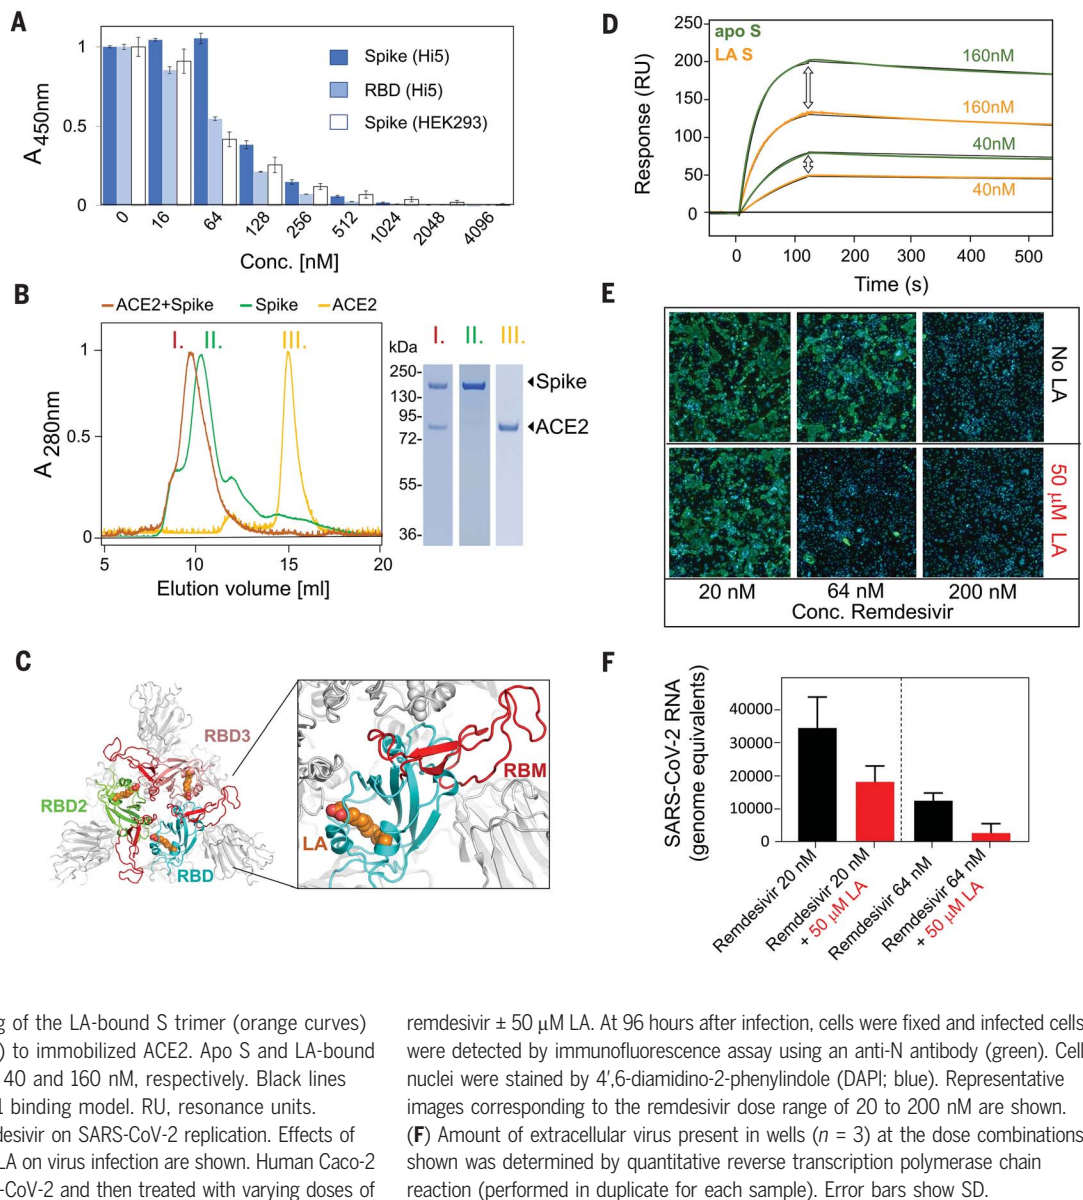 A
A450nm
1
0.5
0
Spike (Hi5)
RBD (Hi5)
Spike (HEK293)
0 16 64 128 256 512 1024 2048 4096
Conc. [nM]
B
ACE2+Spike Spike ACE2
I. II. III.
A280nm
1
0.5
0
5 10 15 20
Elution volume [ml]
I. II. III.
kDa
250-
130-
95-
72-
55-
36-
Spike
ACE2
C
RBD3
RBD2
RBD
RBM
LA
D
apo S
LA S
Response (RU)
250
200
150
100
50
0
160nM
160nM
40nM
40nM
0 100 200 300 400 500
Time (s)
E
No LA
50 μM LA
20 nM 64 nM 200 nM
Conc. Remdesivir
F
SARS-CoV-2 RNA
(genome equivalents)
40000
30000
20000
10000
0
Remdesivir 20 nM
Remdesivir 20 nM
+ 50 μM LA
Remdesivir 64 nM
Remdesivir 64 nM
+ 50 μM LA
g of the LA-bound S trimer (orange curves)
) to immobilized ACE2. Apo S and LA-bound
40 and 160 nM, respectively. Black lines
1 binding model. RU, resonance units.
desivir on SARS-CoV-2 replication. Effects of
LA on virus infection are shown. Human Caco-2
-CoV-2 and then treated with varying doses of
remdesivir ± 50 μM LA. At 96 hours after infection, cells were fixed and infected cells
were detected by immunofluorescence assay using an anti-N antibody (green). Cell
nuclei were stained by 4′,6-diamidino-2-phenylindole (DAPI; blue). Representative
images corresponding to the remdesivir dose range of 20 to 200 nM are shown.
(F) Amount of extracellular virus present in wells (n = 3) at the dose combinations
shown was determined by quantitative reverse transcription polymerase chain
reaction (performed in duplicate for each sample). Error bars show SD.